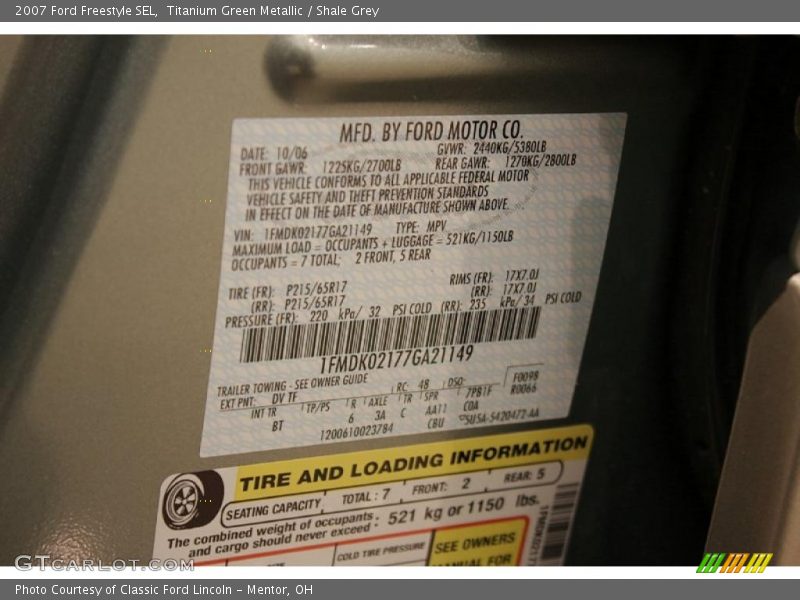 2007 Ford Freestyle SEL,  Titanium Green Metallic / Shale Grey
MFD. BY FORD MOTOR CO.
DATE: 10/06 GVWR: 2440KG/5380LB
FRONT GAWR: 1225KG/2700LB REAR GAWR: 1270KG/2800LB
THIS VEHICLE CONFORMS TO ALL APPLICABLE FEDERAL MOTOR
VEHICLE SAFETY AND THEFT PREVENTION STANDARDS
IN EFFECT ON THE DATE OF MANUFACTURE SHOWN ABOVE.
VIN: 1FMDK02177GA21149 TYPE: MPV
MAXIMUM LOAD = OCCUPANTS + LUGGAGE = 521KG/1150LB
OCCUPANTS = 7 TOTAL, 2 FRONT, 5 REAR
TIRE (FR): P215/65R17 RIMS (FR): 17X7.0J
(RR): P215/65R17 (RR): 17X7.0J
PRESSURE (FR): 220 kPa/ 32 PSI COLD (RR): 235 kPa/ 34 PSI COLD
1FMDK02177GA21149
TRAILER TOWING - SEE OWNER GUIDE
EXT PNT: DV TF RC: 48 DSO: F0098
R0066
INT TR TP/PS R AXLE TR SPR 7PB1F
BT 6 3A C AA11 COA
1200610023784 CBU 5U5A-5420472-AA
TIRE AND LOADING INFORMATION
SEATING CAPACITY TOTAL: 7 FRONT: 2 REAR: 5
The combined weight of occupants
and cargo should never exceed - 521 kg or 1150 lbs.
COLD TIRE PRESSURE
SEE OWNERS
MANUAL FOR
GTCARLOT.COM
Photo Courtesy of Classic Ford Lincoln - Mentor, OH